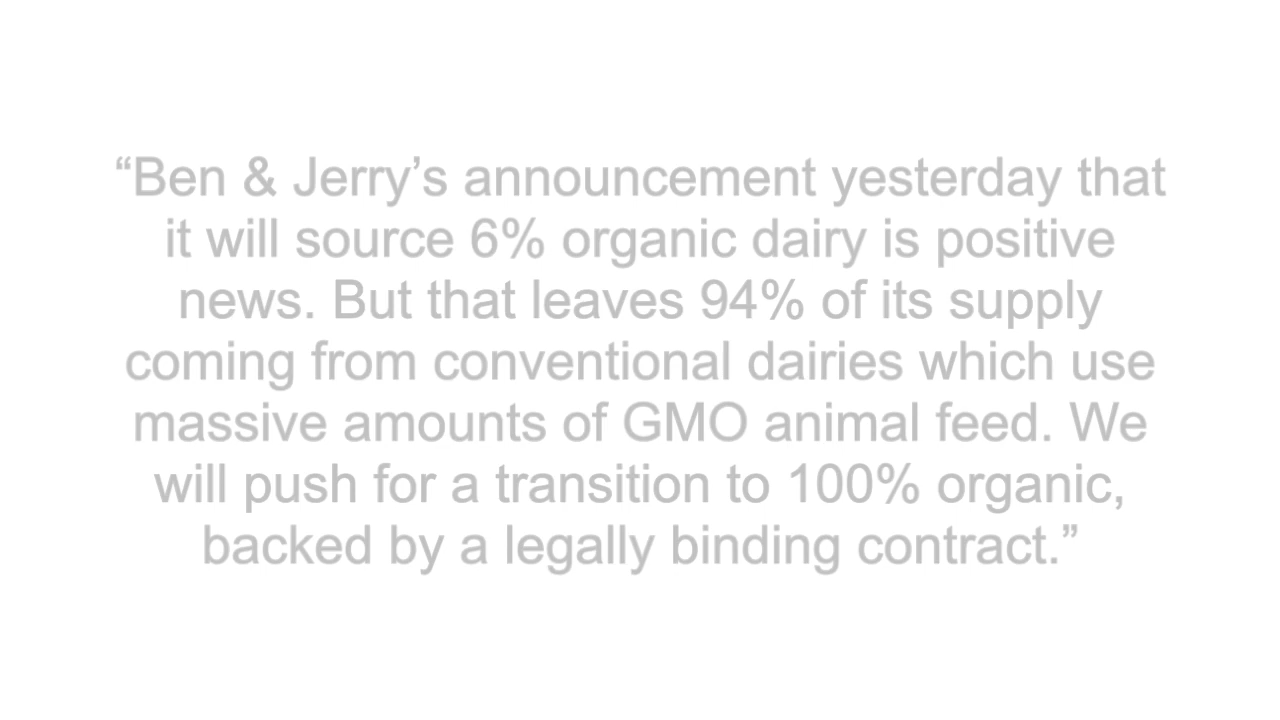 “Ben & Jerry’s announcement yesterday that
it will source 6% organic dairy is positive
news. But that leaves 94% of its supply
coming from conventional dairies which use
massive amounts of GMO animal feed. We
will push for a transition to 100% organic,
backed by a legally binding contract.”